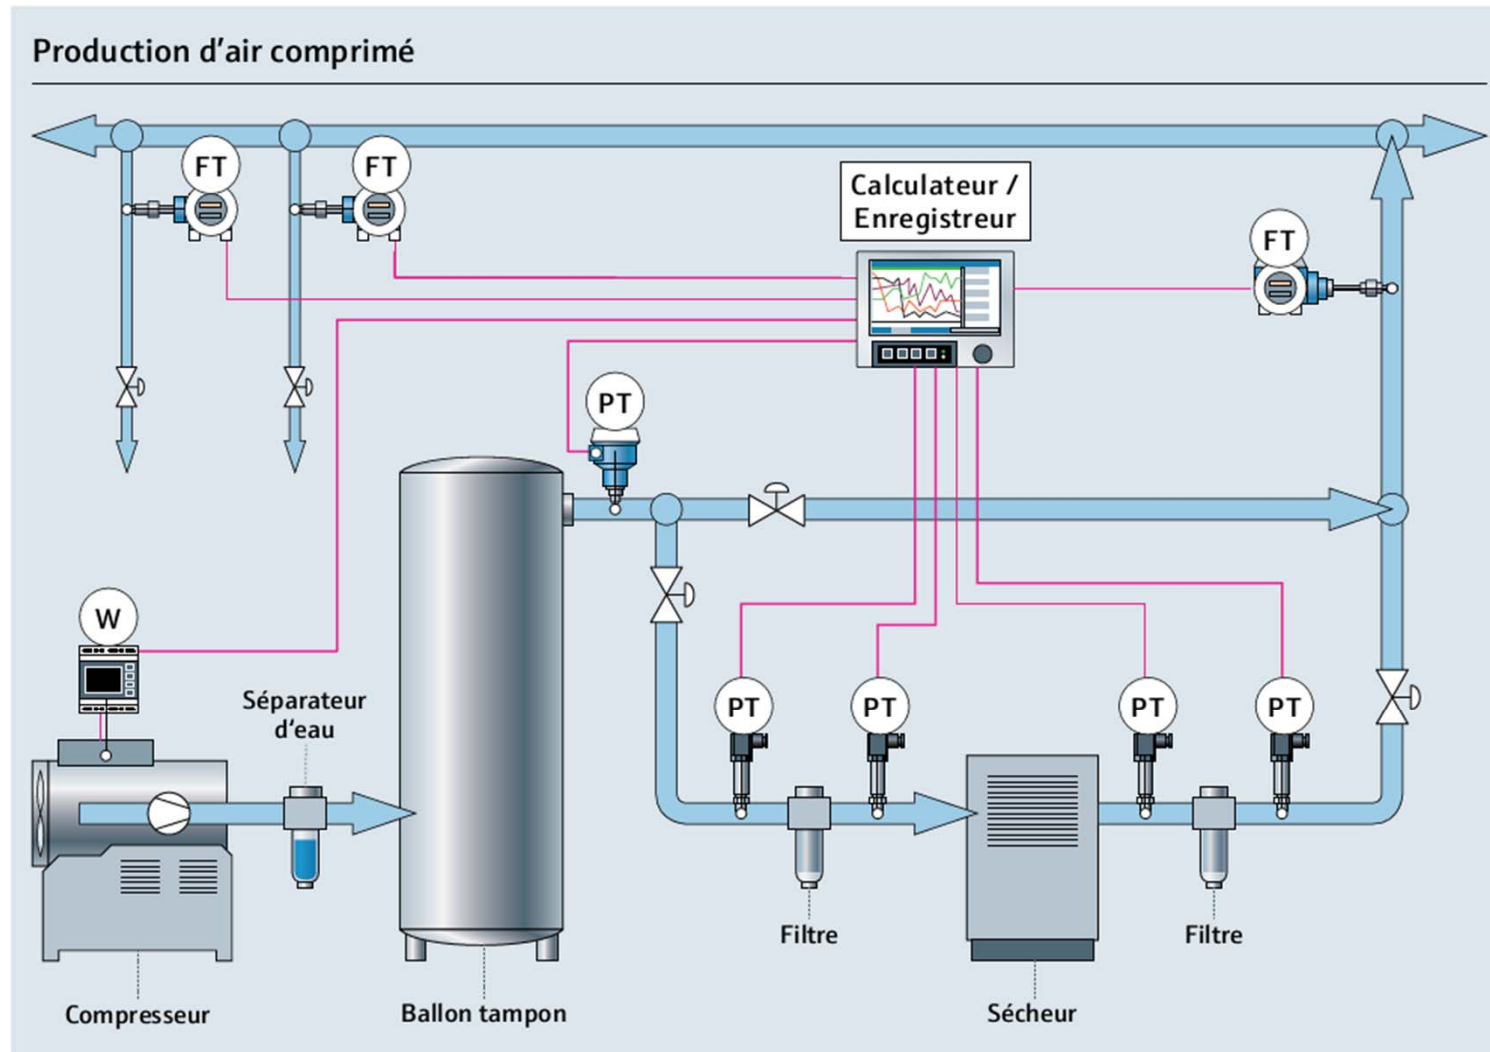 Production d’air comprimé
FT
FT
Calculateur /
Enregistreur
FT
PT
W
Séparateur
d‘eau
PT
PT
PT
PT
Filtre
Filtre
Compresseur
Ballon tampon
Sécheur